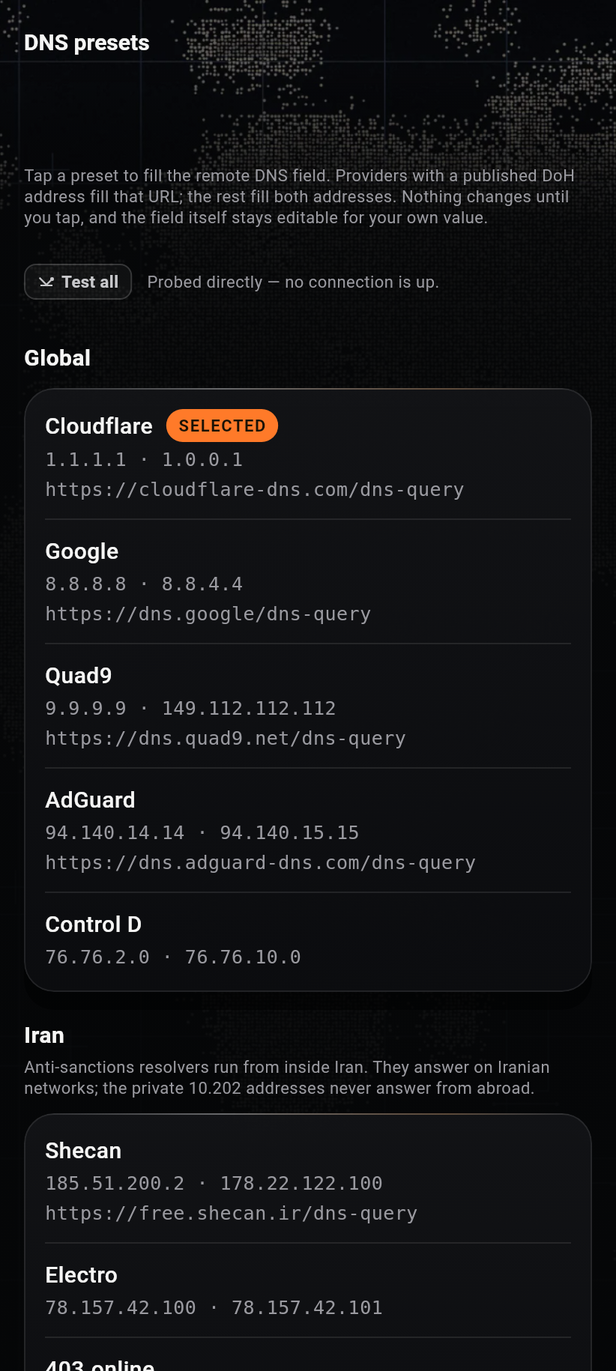 DNS presets
Tap a preset to fill the remote DNS field. Providers with a published DoH
address fill that URL; the rest fill both addresses. Nothing changes until
you tap, and the field itself stays editable for your own value.
Test all Probed directly — no connection is up.
Global
Cloudflare SELECTED
1.1.1.1 · 1.0.0.1
https://cloudflare-dns.com/dns-query
Google
8.8.8.8 · 8.8.4.4
https://dns.google/dns-query
Quad9
9.9.9.9 · 149.112.112.112
https://dns.quad9.net/dns-query
AdGuard
94.140.14.14 · 94.140.15.15
https://dns.adguard-dns.com/dns-query
Control D
76.76.2.0 · 76.76.10.0
Iran
Anti-sanctions resolvers run from inside Iran. They answer on Iranian
networks; the private 10.202 addresses never answer from abroad.
Shecan
185.51.200.2 · 178.22.122.100
https://free.shecan.ir/dns-query
Electro
78.157.42.100 · 78.157.42.101
403 online